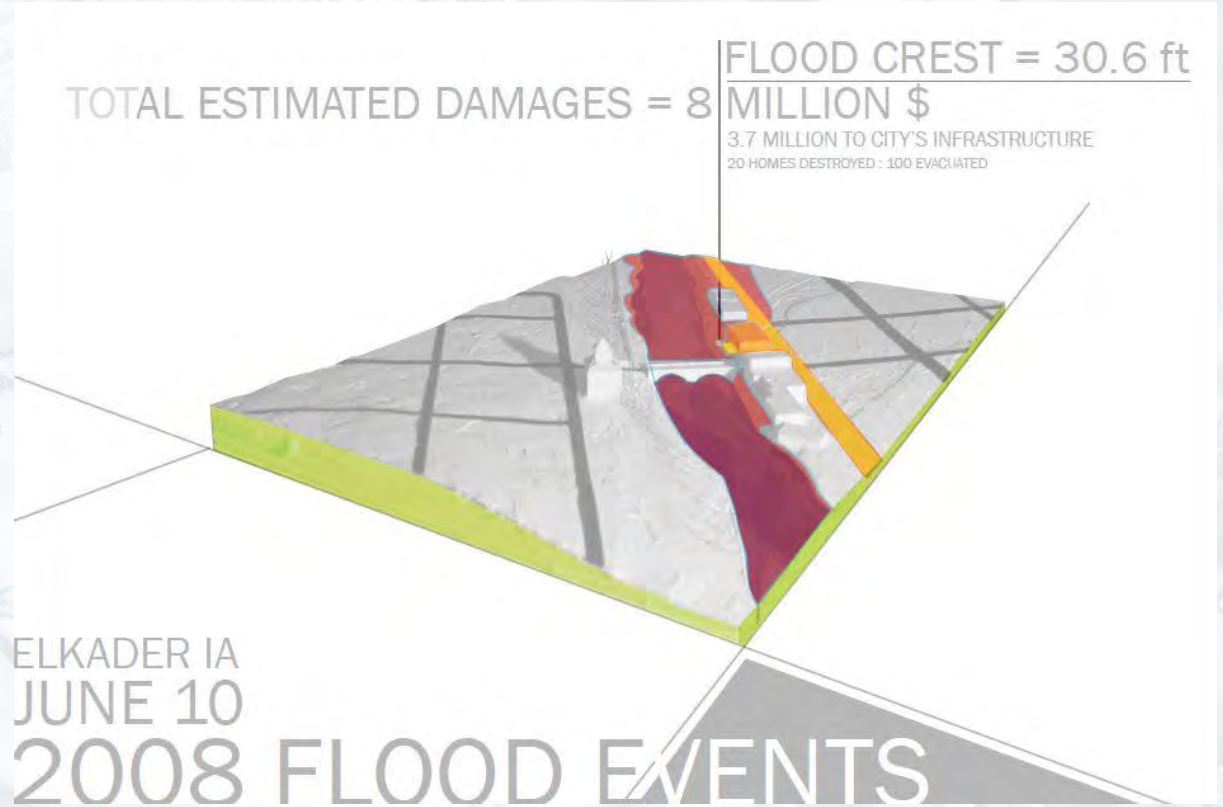 FLOOD CREST = 30.6 ft
TOTAL ESTIMATED DAMAGES = 8 MILLION $
3.7 MILLION TO CITY'S INFRASTRUCTURE
20 HOMES DESTROYED : 100 EVACUATED
ELKADER IA
JUNE 10
2008 FLOOD EVENTS